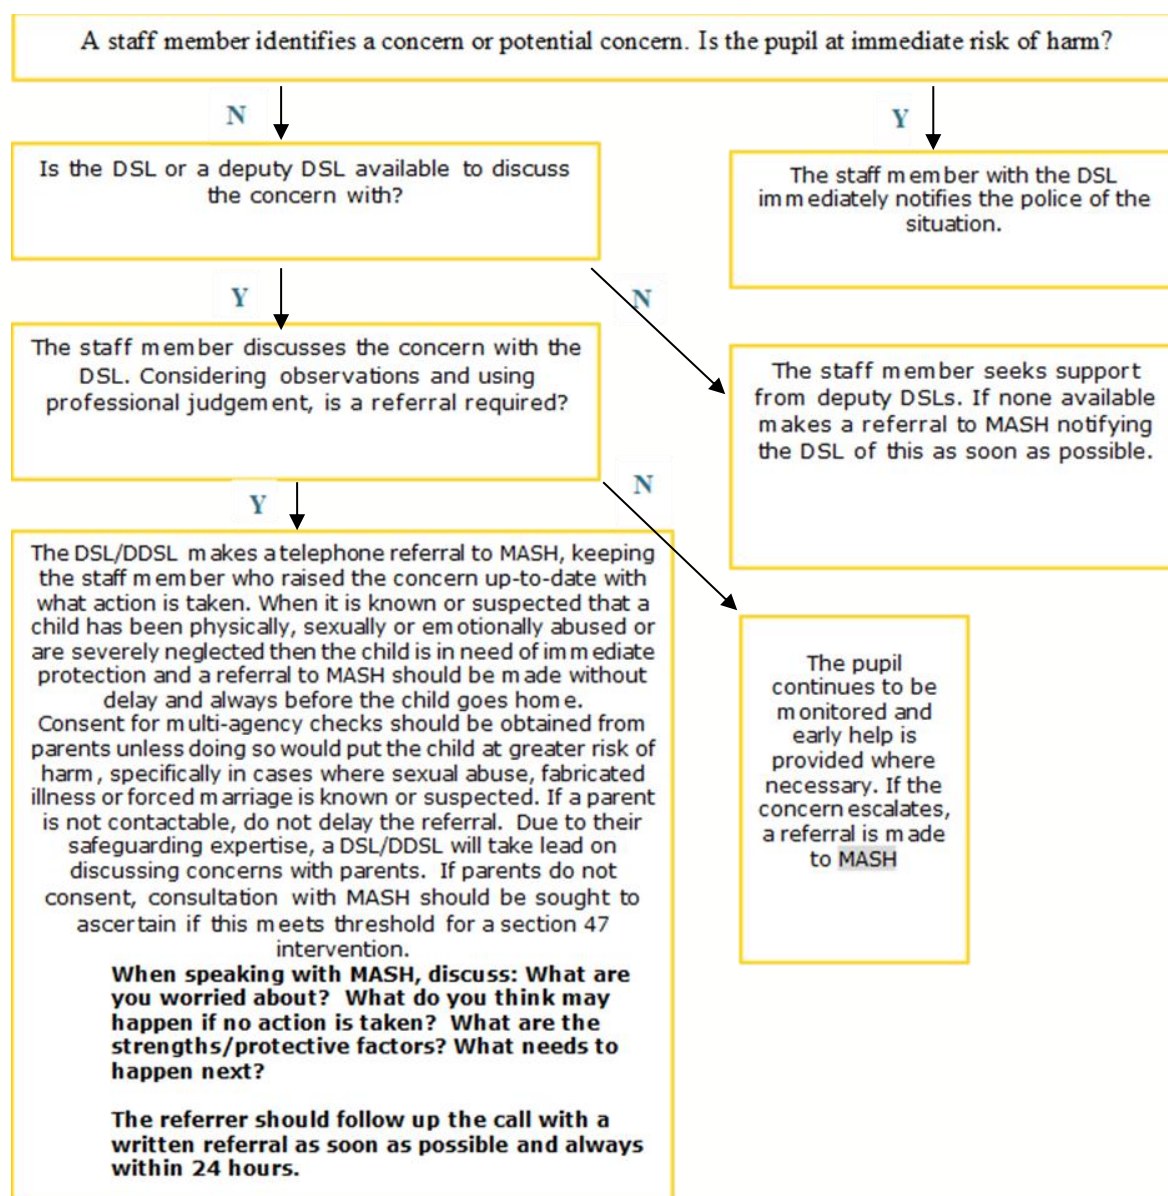 A staff member identifies a concern or potential concern. Is the pupil at immediate risk of harm?
N
Y
Is the DSL or a deputy DSL available to discuss
the concern with?
The staff member with the DSL
immediately notifies the police of the
situation.
Y
N
The staff member discusses the concern with the
DSL. Considering observations and using
professional judgement, is a referral required?
The staff member seeks support
from deputy DSLs. If none available
makes a referral to MASH notifying
the DSL of this as soon as possible.
Y
N
The DSL/DDSL makes a telephone referral to MASH, keeping
the staff member who raised the concern up-to-date with
what action is taken. When it is known or suspected that a
child has been physically, sexually or emotionally abused or
are severely neglected then the child is in need of immediate
protection and a referral to MASH should be made without
delay and always before the child goes home.
Consent for multi-agency checks should be obtained from
parents unless doing so would put the child at greater risk of
harm, specifically in cases where sexual abuse, fabricated
illness or forced marriage is known or suspected. If a parent
is not contactable, do not delay the referral. Due to their
safeguarding expertise, a DSL/DDSL will take lead on
discussing concerns with parents. If parents do not
consent, consultation with MASH should be sought to
ascertain if this meets threshold for a section 47
intervention.
When speaking with MASH, discuss: What are
you worried about? What do you think may
happen if no action is taken? What are the
strengths/protective factors? What needs to
happen next?
The referrer should follow up the call with a
written referral as soon as possible and always
within 24 hours.
The pupil
continues to be
monitored and
early help is
provided where
necessary. If the
concern escalates,
a referral is made
to MASH